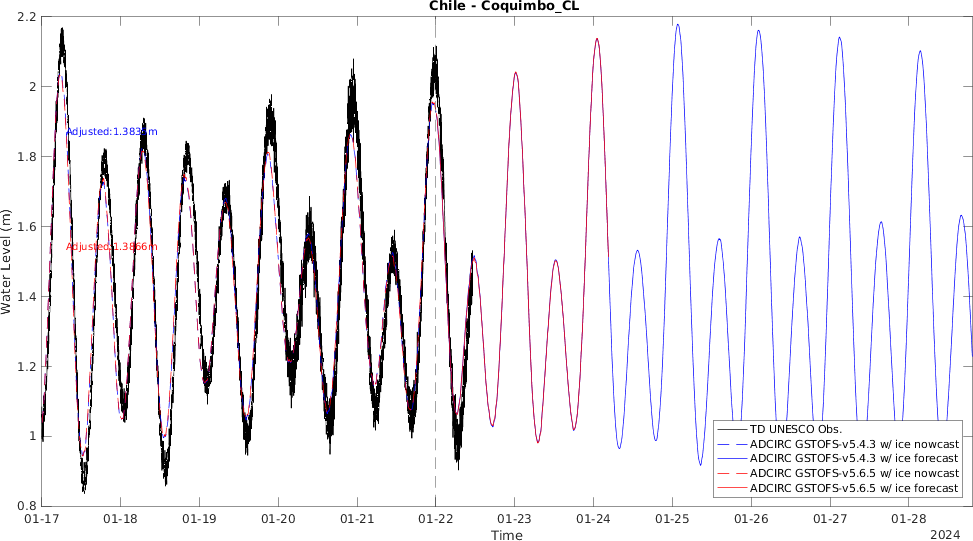 Chile - Coquimbo_CL
2.2
2
1.8
1.6
1.4
1.2
1
0.8
Water Level (m)
Adjusted:1.3866m
TD UNESCO Obs.
ADCIRC GSTOFS-v5.4.3 w/ ice nowcast
ADCIRC GSTOFS-v5.4.3 w/ ice forecast
ADCIRC GSTOFS-v5.6.5 w/ ice nowcast
ADCIRC GSTOFS-v5.6.5 w/ ice forecast
01-17 01-18 01-19 01-20 01-21 01-22 01-23 01-24 01-25 01-26 01-27 01-28
Time
2024